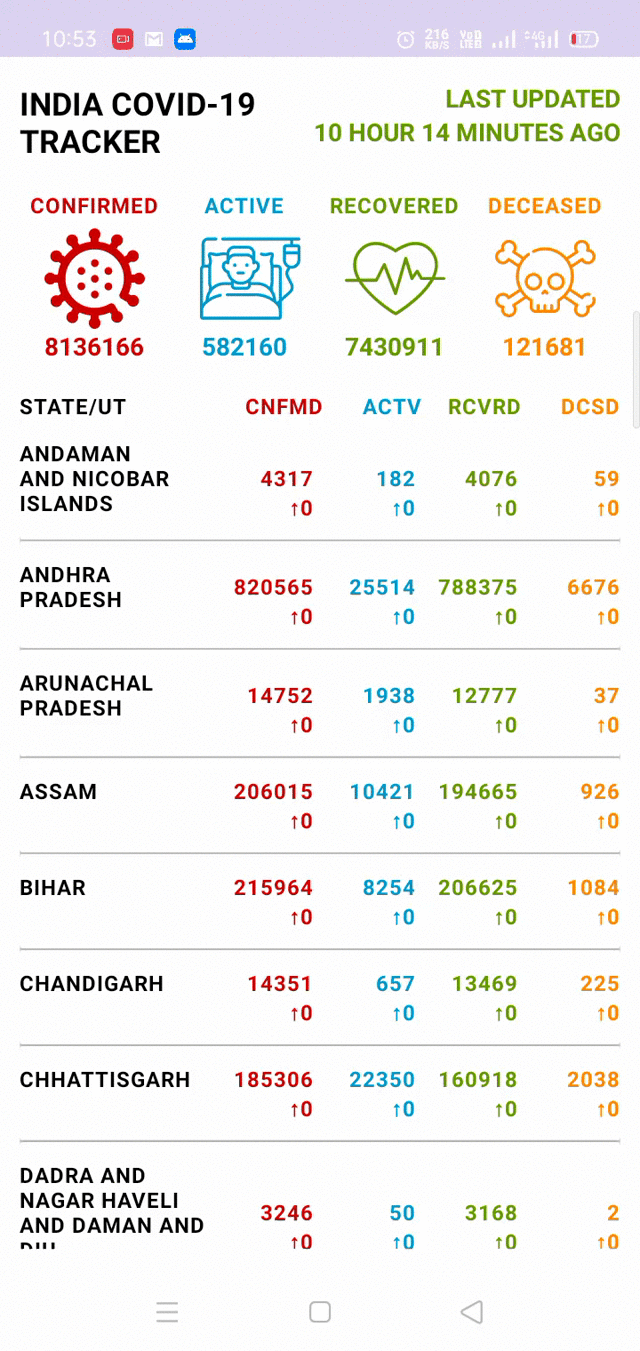 10:53
216 KB/S
VoD LTED
4G
17
INDIA COVID-19
TRACKER
LAST UPDATED
10 HOUR 14 MINUTES AGO
CONFIRMED ACTIVE RECOVERED DECEASED
8136166 582160 7430911 121681
STATE/UT CNFMD ACTV RCVRD DCSD
ANDAMAN
AND NICOBAR
ISLANDS
4317 182 4076 59
↑0 ↑0 ↑0 ↑0
ANDHRA
PRADESH
820565 25514 788375 6676
↑0 ↑0 ↑0 ↑0
ARUNACHAL
PRADESH
14752 1938 12777 37
↑0 ↑0 ↑0 ↑0
ASSAM 206015 10421 194665 926
↑0 ↑0 ↑0 ↑0
BIHAR 215964 8254 206625 1084
↑0 ↑0 ↑0 ↑0
CHANDIGARH 14351 657 13469 225
↑0 ↑0 ↑0 ↑0
CHHATTISGARH 185306 22350 160918 2038
↑0 ↑0 ↑0 ↑0
DADRA AND
NAGAR HAVELI
AND DAMAN AND
DIU
3246 50 3168 2
↑0 ↑0 ↑0 ↑0